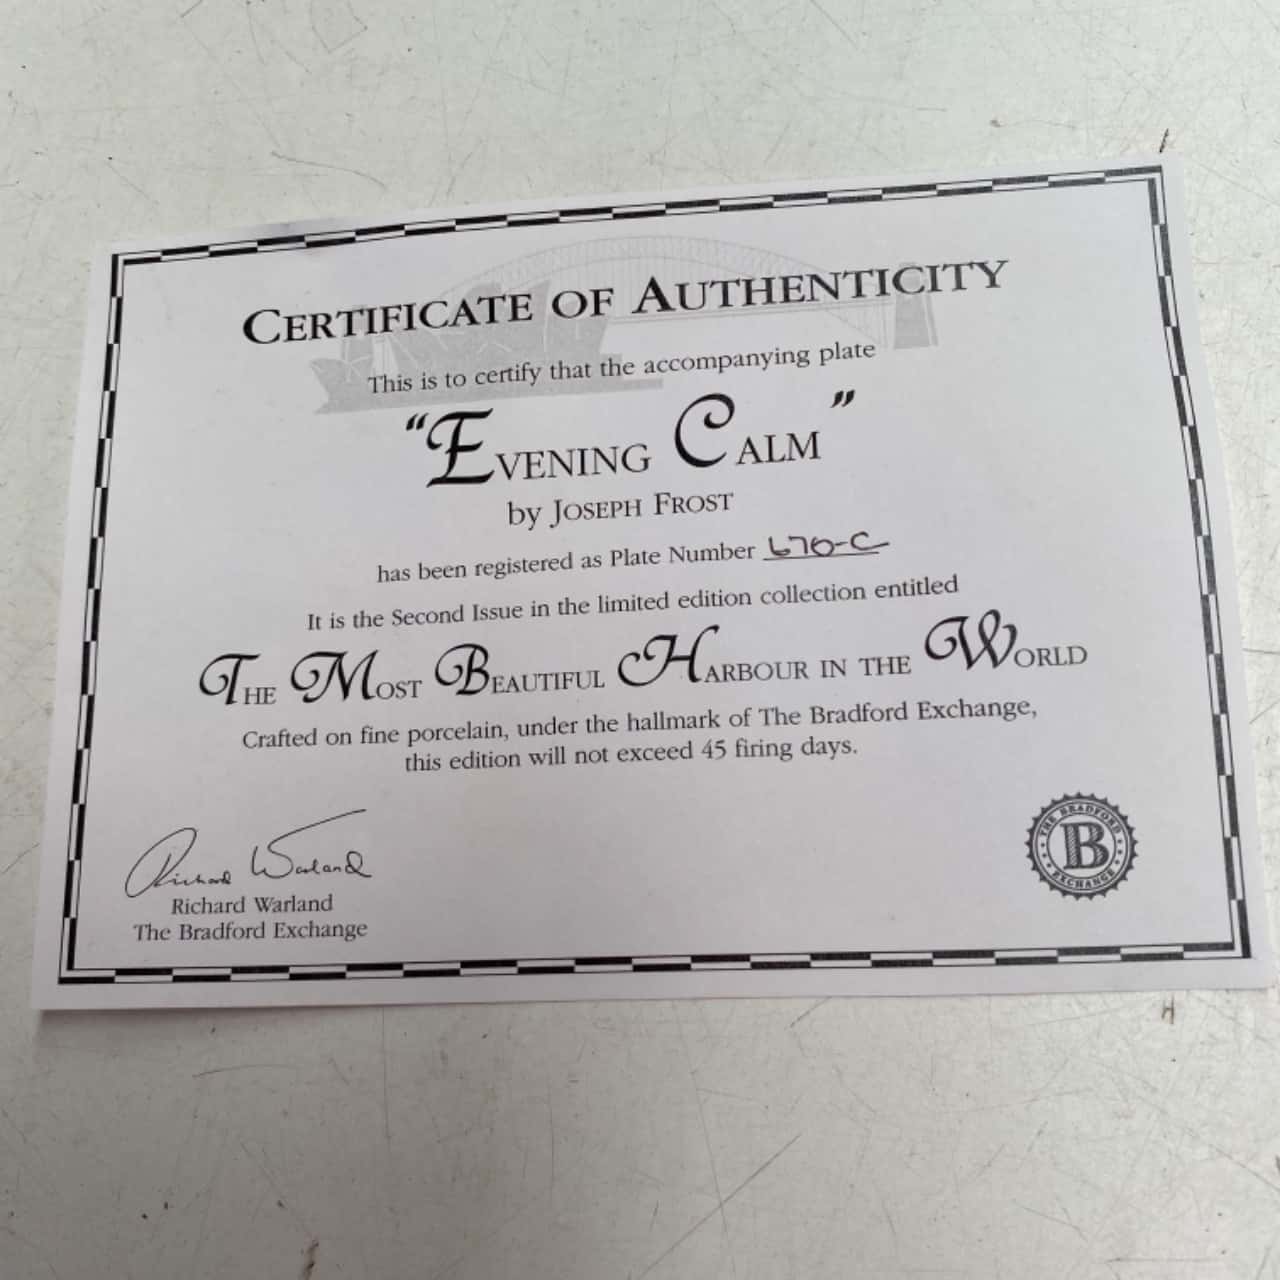 CERTIFICATE OF AUTHENTICITY
This is to certify that the accompanying plate
"EVENING CALM"
by JOSEPH FROST
has been registered as Plate Number 670-C
It is the Second Issue in the limited edition collection entitled
THE MOST BEAUTIFUL HARBOUR IN THE WORLD
Crafted on fine porcelain, under the hallmark of The Bradford Exchange,
this edition will not exceed 45 firing days.
Richard Warland
Richard Warland
The Bradford Exchange
THE BRADFORD
B
EXCHANGE